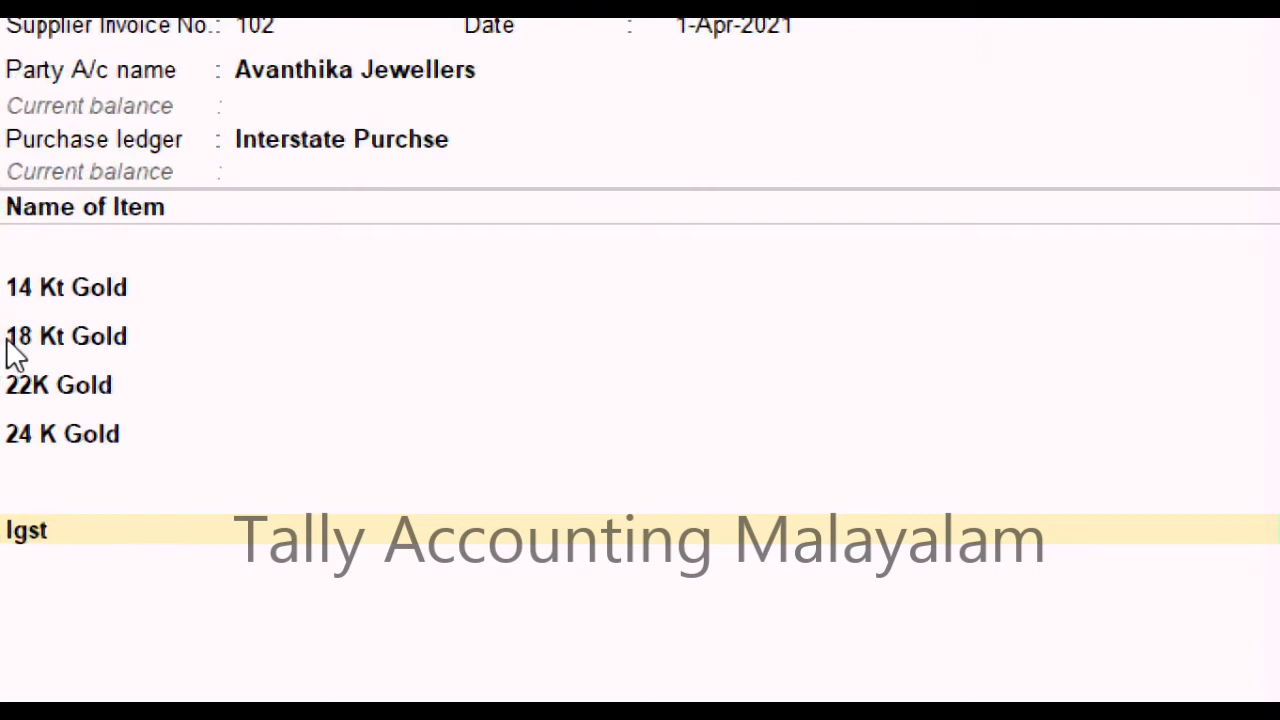 Supplier Invoice No.: 102 Date : 1-Apr-2021
Party A/c name : Avanthika Jewellers
Current balance :
Purchase ledger : Interstate Purchse
Current balance :
Name of Item
14 Kt Gold
18 Kt Gold
22K Gold
24 K Gold
Igst
Tally Accounting Malayalam